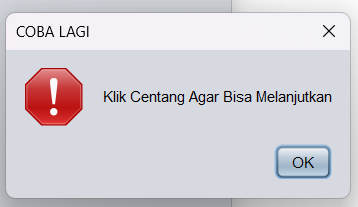 COBA LAGI
Klik Centang Agar Bisa Melanjutkan
OK